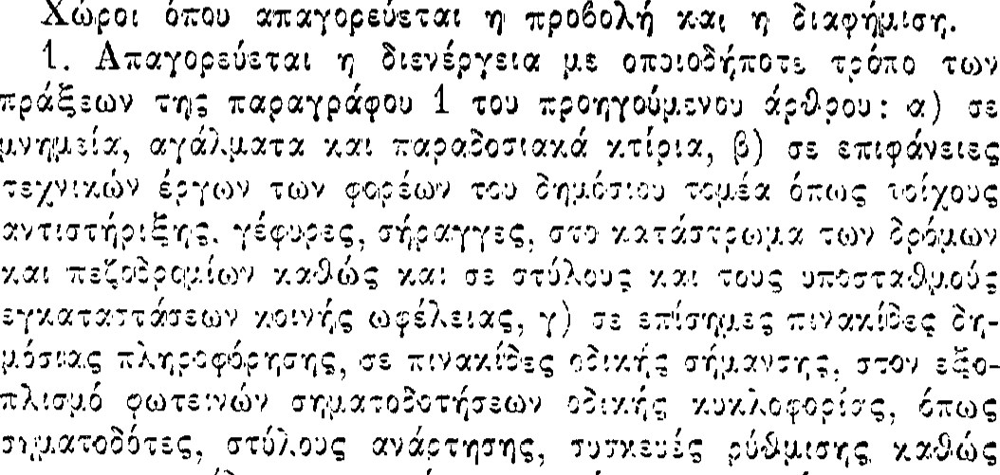 Χώροι όπου απαγορεύεται η προβολή και η διαφήμιση.
1. Απαγορεύεται η διενέργεια με οποιοδήποτε τρόπο των
πράξεων της παραγράφου 1 του προηγούμενου άρθρου: α) σε
μνημεία, αγάλματα και παραδοσιακά κτίρια, β) σε επιφάνειες
τεχνικών έργων των φορέων του δημόσιου τομέα όπως τοίχους
αντιστήριξης, γέφυρες, σήραγγες, στο κατάστρωμα των δρόμων
και πεζοδρομίων καθώς και σε στύλους και τους υποσταθμούς
εγκαταστάσεων κοινής ωφέλειας, γ) σε επίσημες πινακίδες δη-
μόσιας πληροφόρησης, σε πινακίδες οδικής σήμανσης, στον εξο-
πλισμό φωτεινών σηματοδοτήσεων οδικής κυκλοφορίας, όπως
σηματοδότες, στύλους ανάρτησης, συσκευές ρύθμισης καθώς